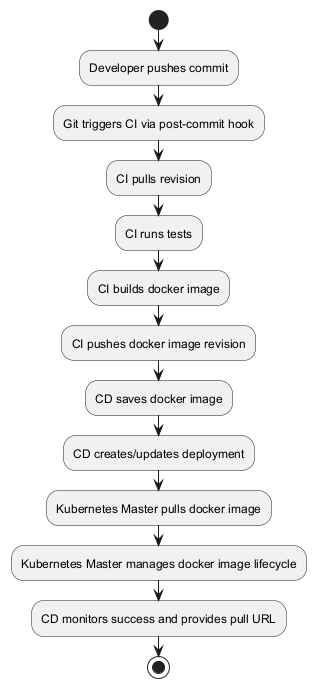 Developer pushes commit
Git triggers CI via post-commit hook
CI pulls revision
CI runs tests
CI builds docker image
CI pushes docker image revision
CD saves docker image
CD creates/updates deployment
Kubernetes Master pulls docker image
Kubernetes Master manages docker image lifecycle
CD monitors success and provides pull URL